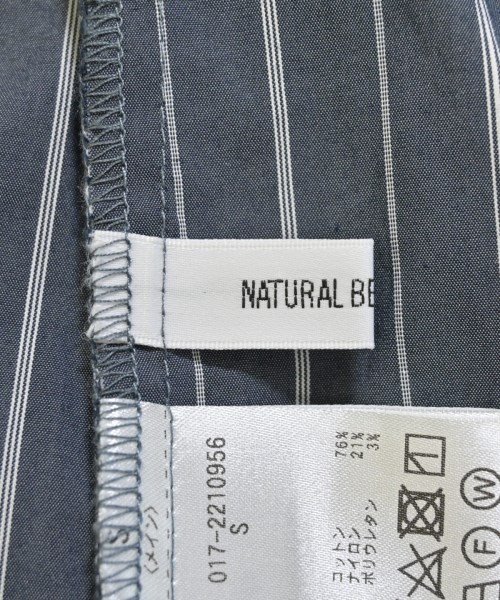 NATURAL BE
017-2210956
S
〈メイン〉
コットン 76%
ナイロン 21%
ポリウレタン 3%
W
F
S